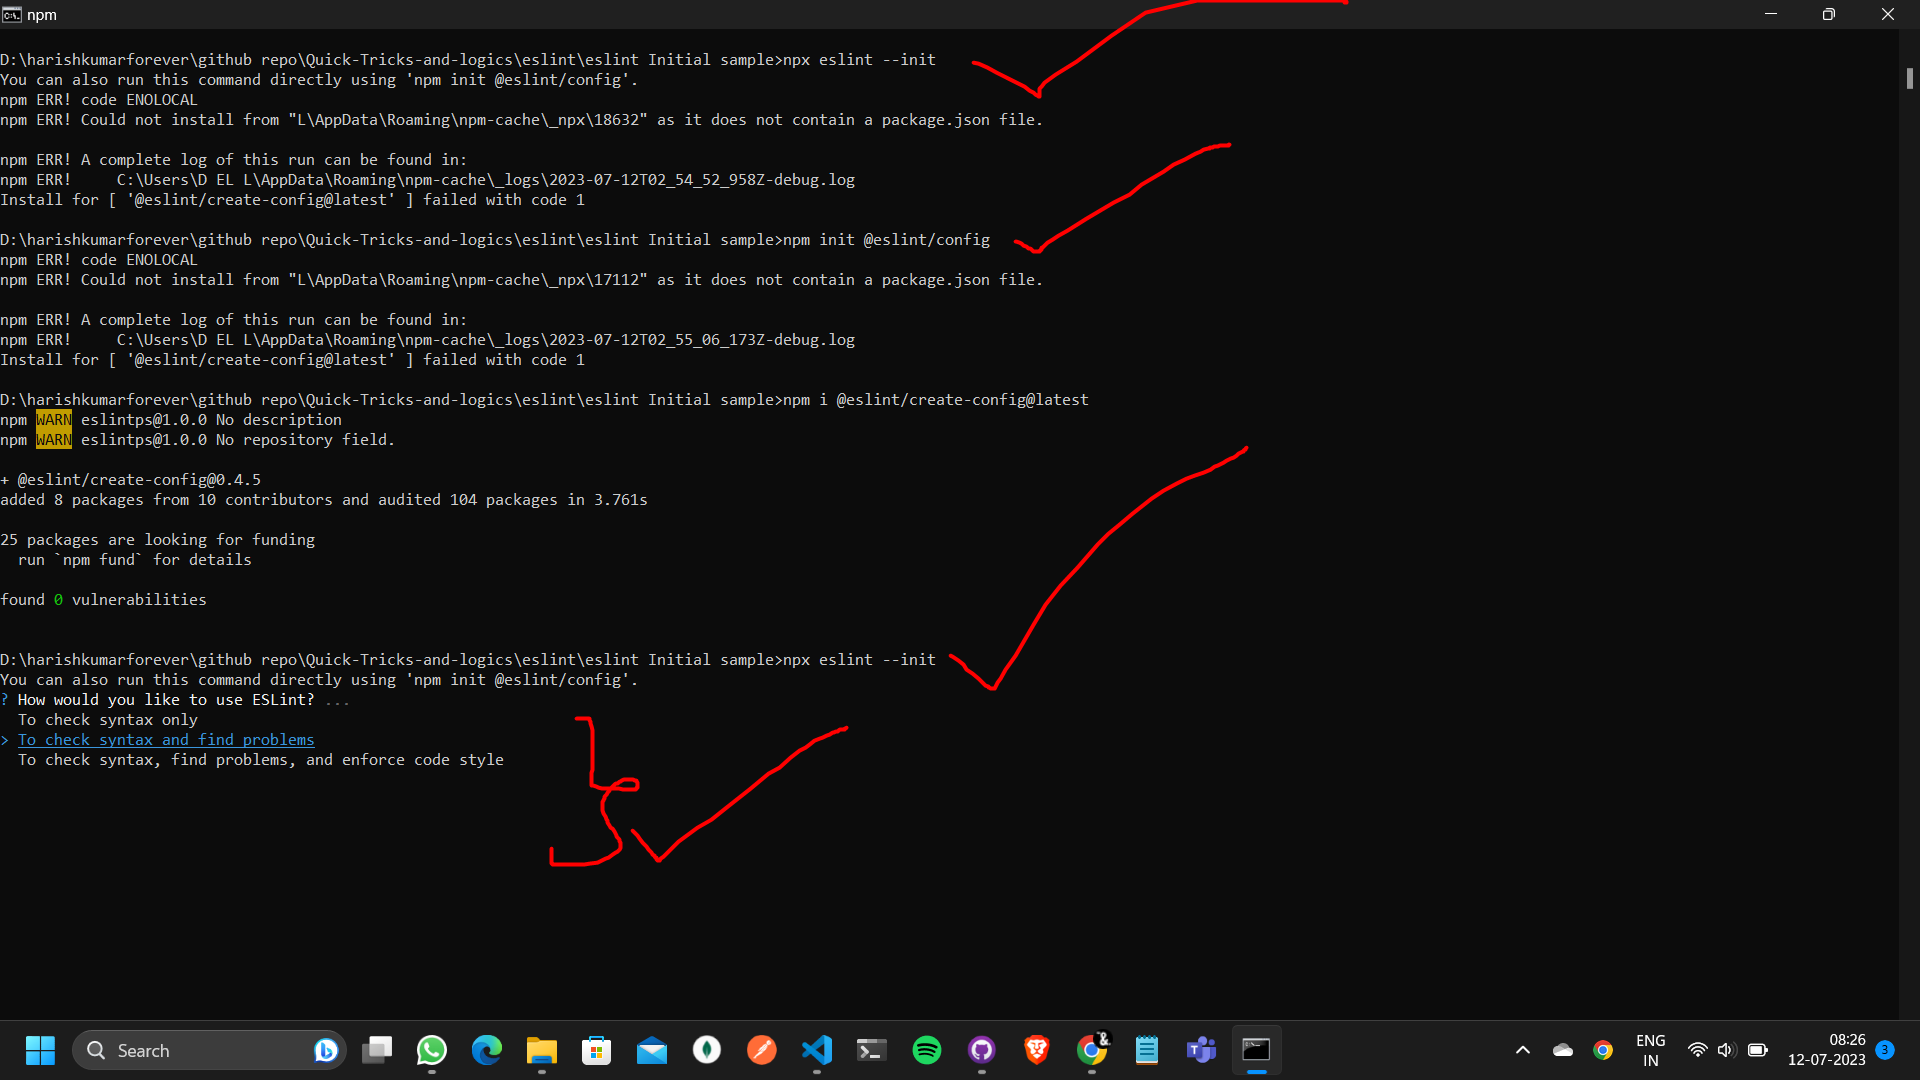 npm
D:\harishkumarforever\github repo\Quick-Tricks-and-logics\eslint\eslint Initial sample>npx eslint --init
You can also run this command directly using 'npm init @eslint/config'.
npm ERR! code ENOLOCAL
npm ERR! Could not install from "L\AppData\Roaming\npm-cache\_npx\18632" as it does not contain a package.json file.
npm ERR! A complete log of this run can be found in:
npm ERR!     C:\Users\D EL L\AppData\Roaming\npm-cache\_logs\2023-07-12T02_54_52_958Z-debug.log
Install for [ '@eslint/create-config@latest' ] failed with code 1
D:\harishkumarforever\github repo\Quick-Tricks-and-logics\eslint\eslint Initial sample>npm init @eslint/config
npm ERR! code ENOLOCAL
npm ERR! Could not install from "L\AppData\Roaming\npm-cache\_npx\17112" as it does not contain a package.json file.
npm ERR! A complete log of this run can be found in:
npm ERR!     C:\Users\D EL L\AppData\Roaming\npm-cache\_logs\2023-07-12T02_55_06_173Z-debug.log
Install for [ '@eslint/create-config@latest' ] failed with code 1
D:\harishkumarforever\github repo\Quick-Tricks-and-logics\eslint\eslint Initial sample>npm i @eslint/create-config@latest
npm WARN eslintps@1.0.0 No description
npm WARN eslintps@1.0.0 No repository field.
+ @eslint/create-config@0.4.5
added 8 packages from 10 contributors and audited 104 packages in 3.761s
25 packages are looking for funding
  run `npm fund` for details
found 0 vulnerabilities
D:\harishkumarforever\github repo\Quick-Tricks-and-logics\eslint\eslint Initial sample>npx eslint --init
You can also run this command directly using 'npm init @eslint/config'.
? How would you like to use ESLint? ...
  To check syntax only
> To check syntax and find problems
  To check syntax, find problems, and enforce code style
Search
ENG
IN
08:26
12-07-2023
3